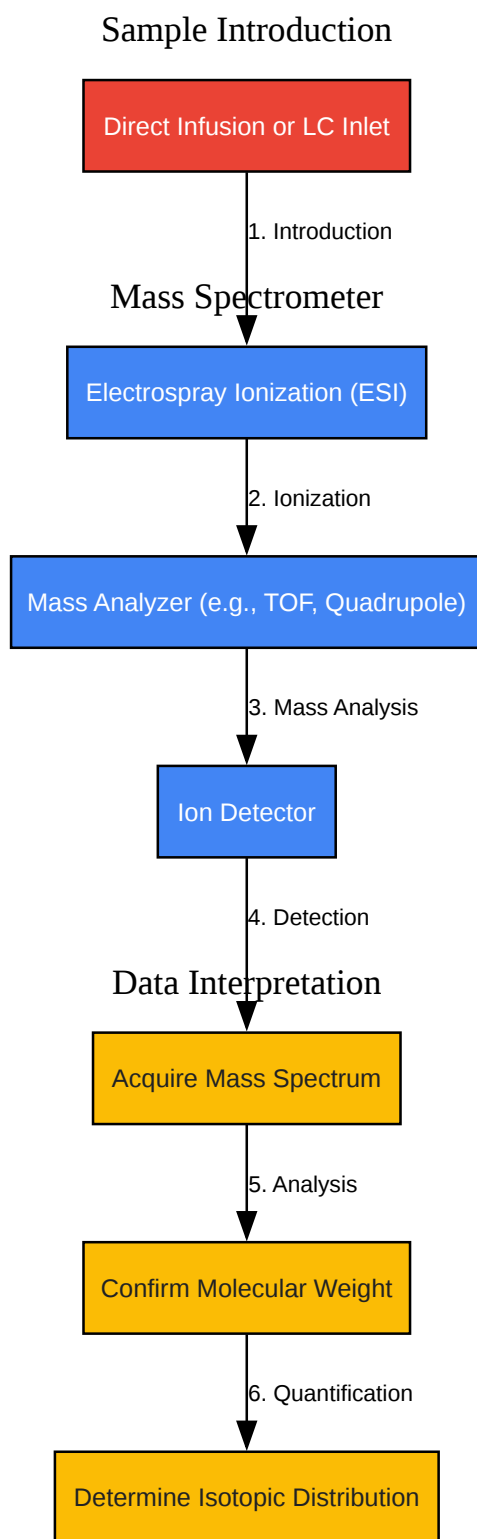 Sample Introduction
Direct Infusion or LC Inlet
1. Introduction
Mass Spectrometer
Electrospray Ionization (ESI)
2. Ionization
Mass Analyzer (e.g., TOF, Quadrupole)
3. Mass Analysis
Ion Detector
4. Detection
Data Interpretation
Acquire Mass Spectrum
5. Analysis
Confirm Molecular Weight
6. Quantification
Determine Isotopic Distribution